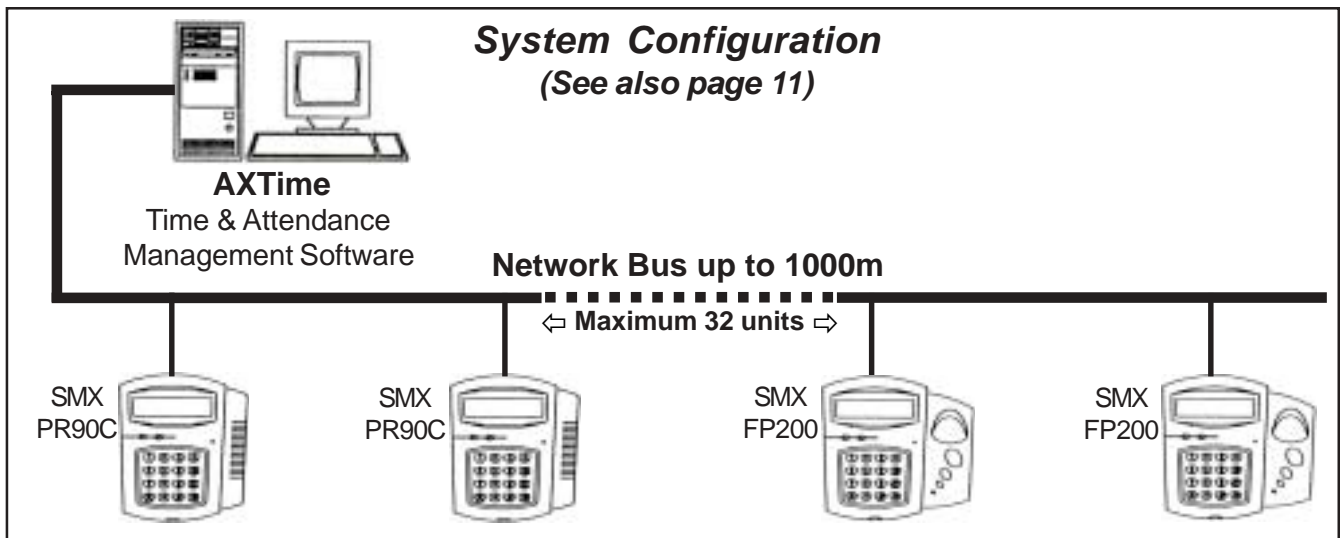 System Configuration
(See also page 11)
AXTime
Time & Attendance
Management Software
Network Bus up to 1000m
⇦ Maximum 32 units ⇨
SMX
PR90C
SMX
PR90C
SMX
FP200
SMX
FP200